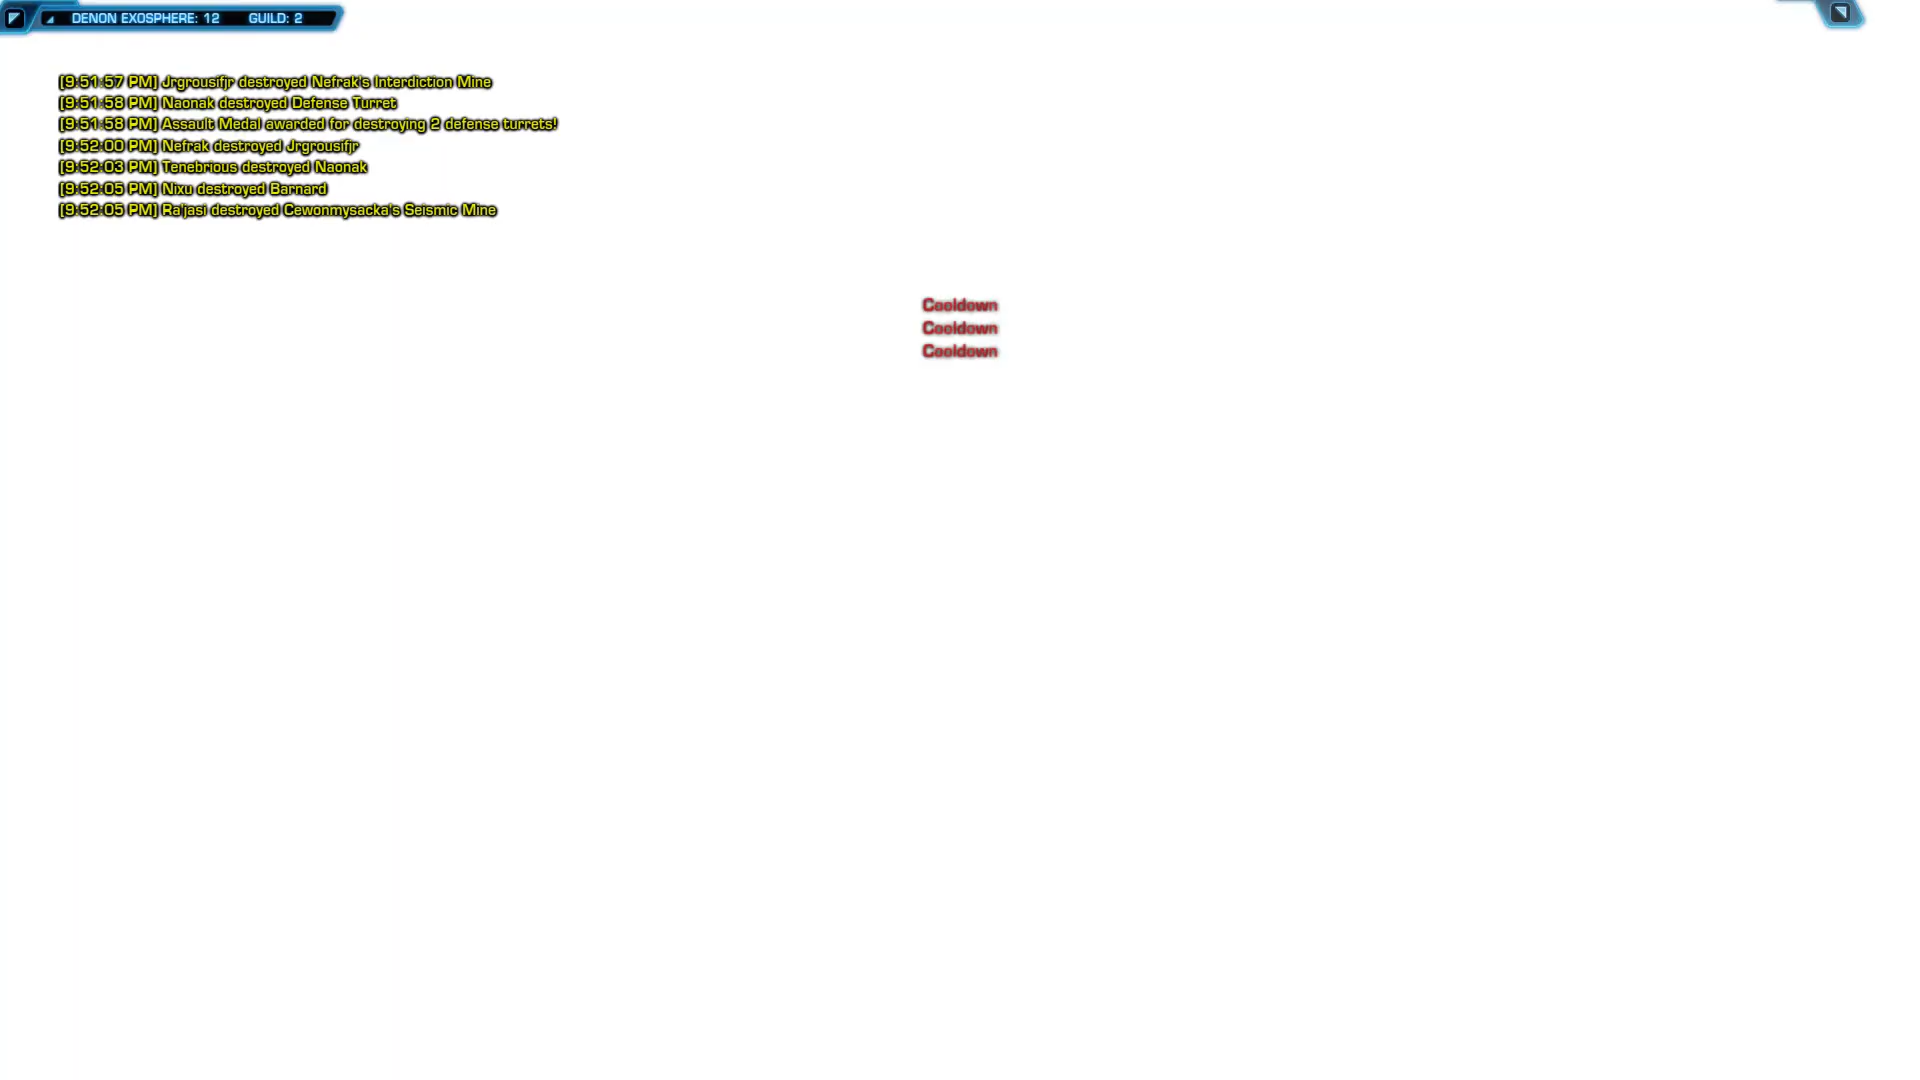 DENON EXOSPHERE: 12 GUILD: 2
[9:51:57 PM] Jrgrousifjr destroyed Nefrak's Interdiction Mine
[9:51:58 PM] Naonak destroyed Defense Turret
[9:51:58 PM] Assault Medal awarded for destroying 2 defense turrets!
[9:52:00 PM] Nefrak destroyed Jrgrousifjr
[9:52:03 PM] Tenebrious destroyed Naonak
[9:52:05 PM] Nixu destroyed Barnard
[9:52:05 PM] Ra'jasi destroyed Cewonmysacka's Seismic Mine
Cooldown
Cooldown
Cooldown